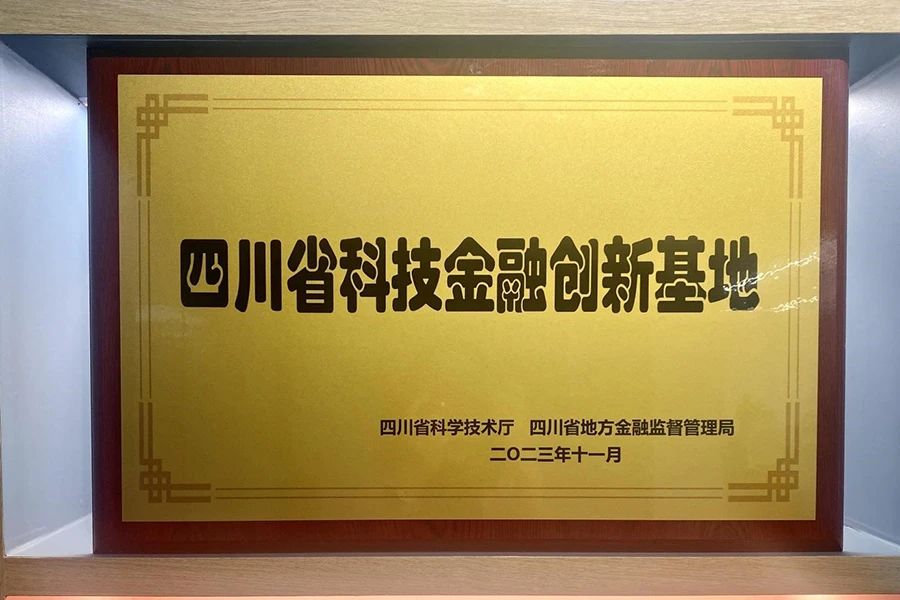 四川省科技金融创新基地
四川省科学技术厅 四川省地方金融监督管理局
二〇二三年十一月